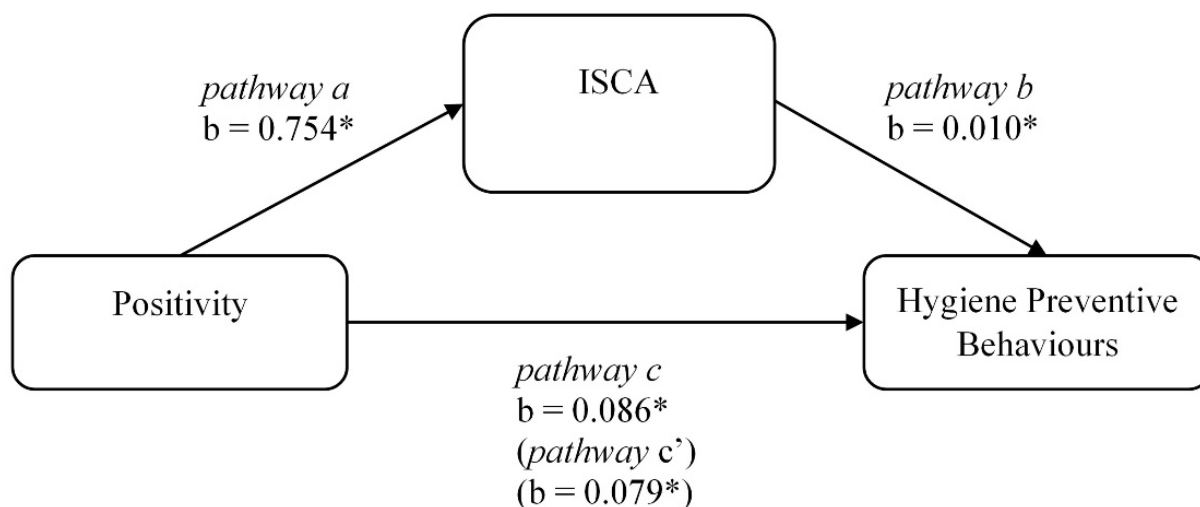 ISCA
pathway a
b = 0.754*
pathway b
b = 0.010*
Positivity
Hygiene Preventive
Behaviours
pathway c
b = 0.086*
(pathway c’)
(b = 0.079*)